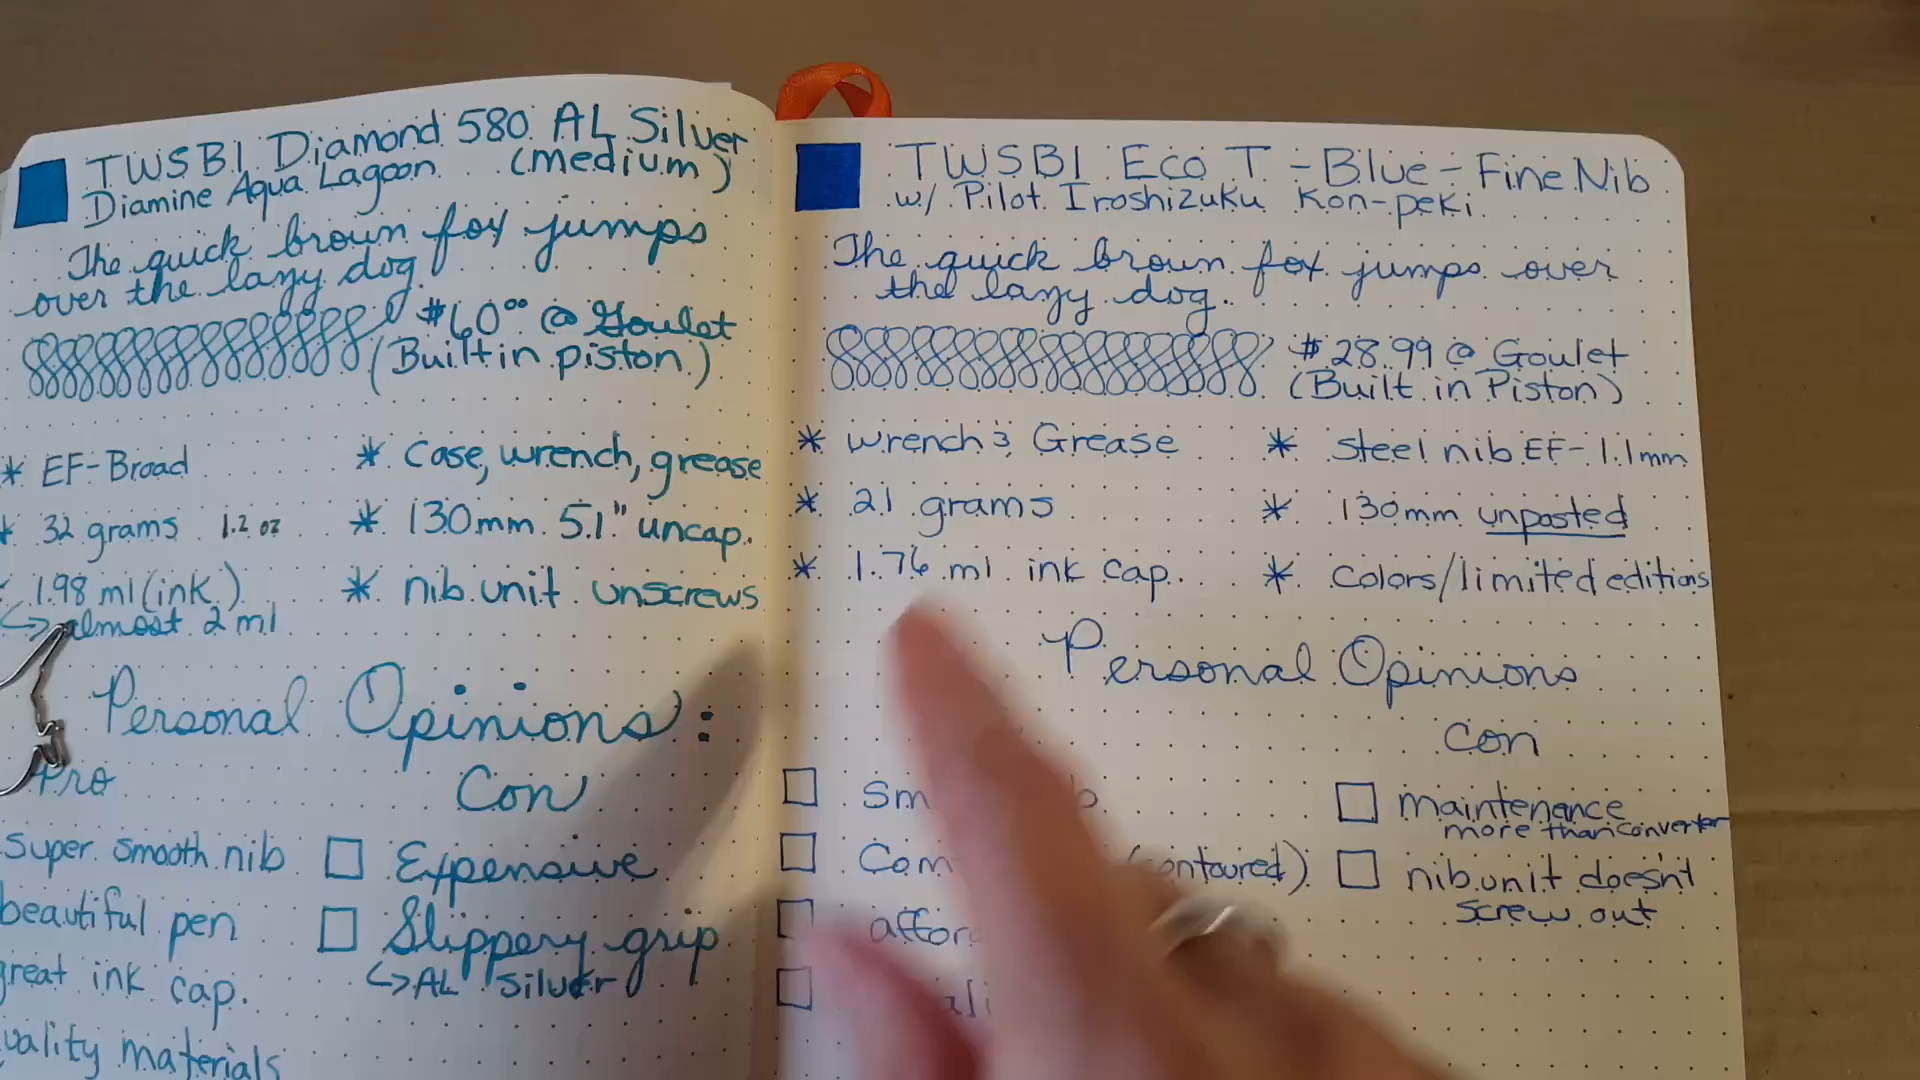 TWSBI Diamond 580 AL Silver
Diamine Aqua Lagoon (medium)
The quick brown fox jumps
over the lazy dog.
$60⁰⁰ @ Goulet
(Built in piston)
* EF-Broad
* Case, wrench, grease
* 32 grams 1.2 oz
* 130mm 5.1" uncap.
* 1.98 ml (ink)
↳ almost 2 ml
* nib unit unscrews
Personal Opinions:
Pro
Con
super smooth nib
Expensive
beautiful pen
Slippery grip
↳ AL Silver
great ink cap.
quality materials
TWSBI Eco T - Blue - Fine Nib
w/ Pilot Iroshizuku Kon-peki
The quick brown fox jumps over
the lazy dog.
$28.99 @ Goulet
(Built in Piston)
* wrench & Grease
* Steel nib EF-1.1mm
* 21 grams
* 130mm unposted
* 1.76 ml ink cap.
* Colors/limited editions
Personal Opinions
Con
maintenance
more than converter
(contoured)
nib unit doesn't
screw out